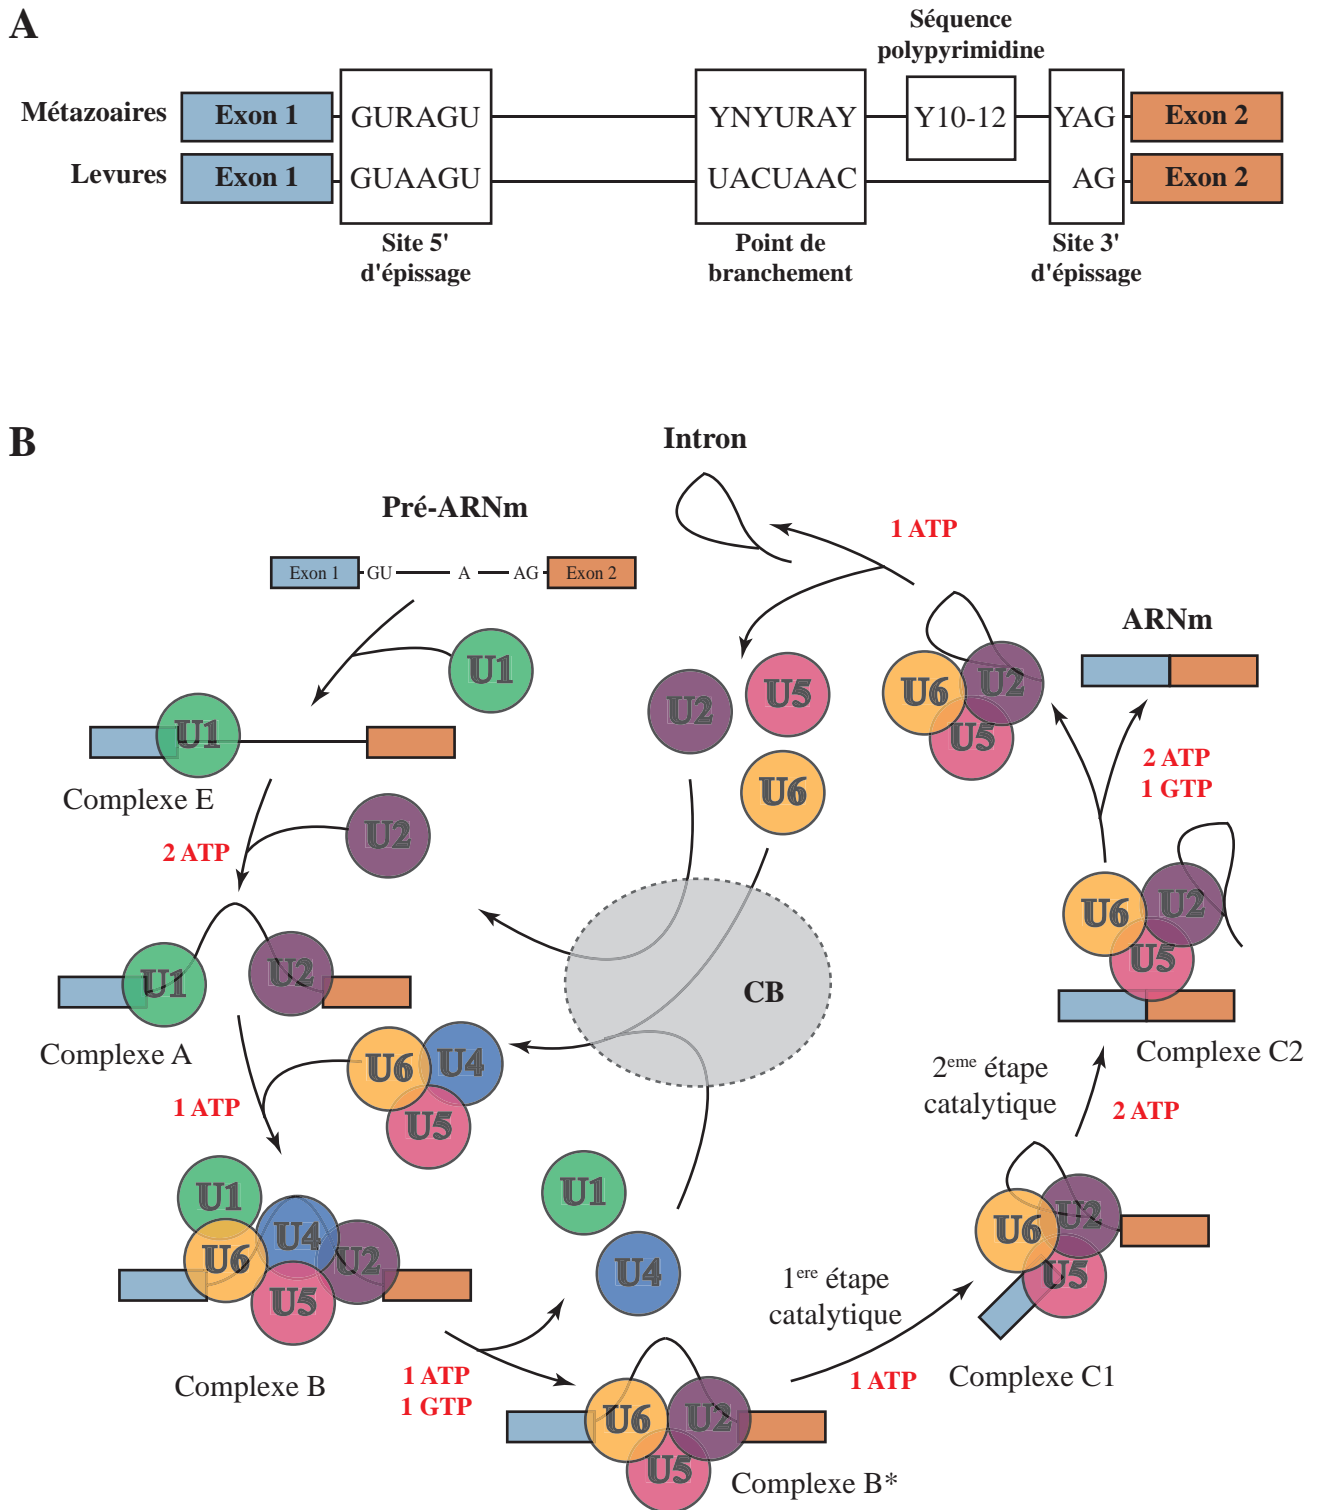 A
Séquence
polypyrimidine
Métazoaires Exon 1 GURAGU YNYURAY Y10-12 YAG Exon 2
Levures Exon 1 GUAAGU UACUAAC AG Exon 2
Site 5'
d'épissage
Point de
branchement
Site 3'
d'épissage
B
Intron
Pré-ARNm
1 ATP
Exon 1 GU A AG Exon 2
ARNm
U1
U6 U2
U5
U2 U5
U6
U1
Complexe E
2 ATP
1 GTP
2 ATP
U2
U6 U2
U5
U1 U2
Complexe A
CB
Complexe C2
U6 U4
U5
1 ATP
2eme étape
catalytique
2 ATP
U1
U6 U4 U2
U5
Complexe B
U1
U4
U6 U2
U5
1ere étape
catalytique
1 ATP
Complexe C1
1 ATP
1 GTP
U6 U2
U5
Complexe B*